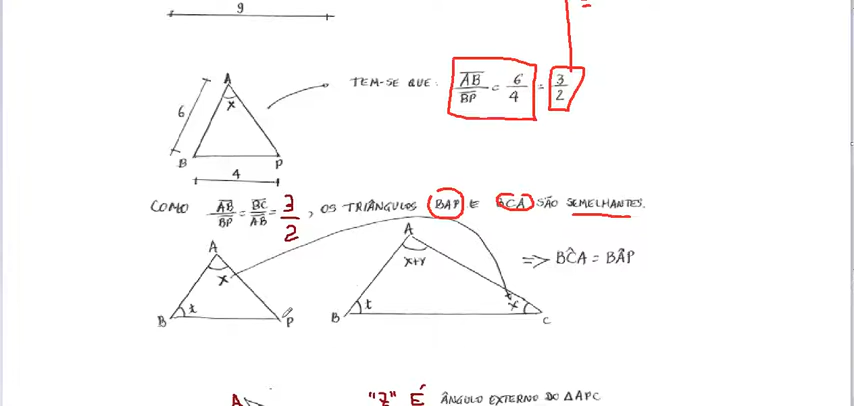 9
A
X
6
B
P
4
TEM-SE QUE: AB/BP = 6/4 = 3/2
COMO AB/BP = BC/AB = 3/2, OS TRIÂNGULOS BAP E BCA SÃO SEMELHANTES.
A
X
B
t
P
A
X+Y
B
t
X
C
=> BĈA = BÂP
A
"Z" É ÂNGULO EXTERNO DO ΔAPC